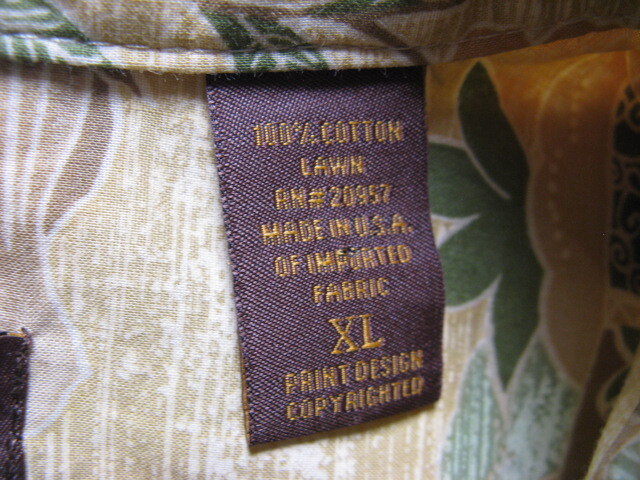 100% COTTON
LAWN
RN# 20957
MADE IN U.S.A.
OF IMPORTED
FABRIC
XL
PRINT DESIGN
COPYRIGHTED